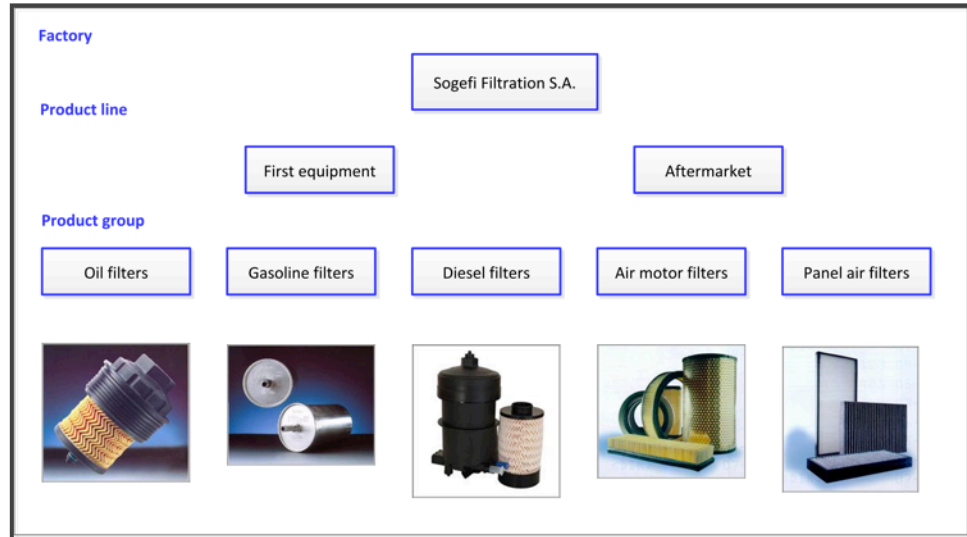 Factory
Sogefi Filtration S.A.
Product line
First equipment
Aftermarket
Product group
Oil filters
Gasoline filters
Diesel filters
Air motor filters
Panel air filters